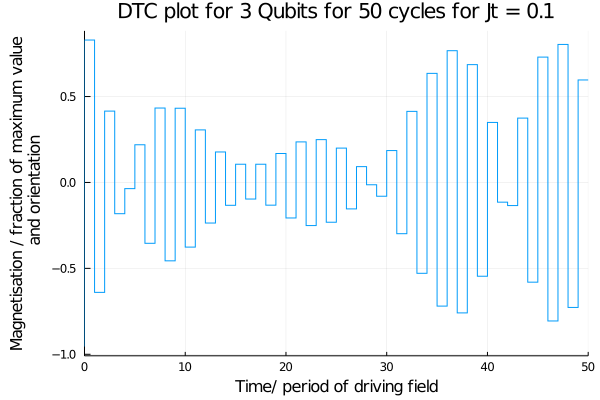 DTC plot for 3 Qubits for 50 cycles for Jt = 0.1
Magnetisation / fraction of maximum value
and orientation
0.5
0.0
−0.5
−1.0
0 10 20 30 40 50
Time/ period of driving field